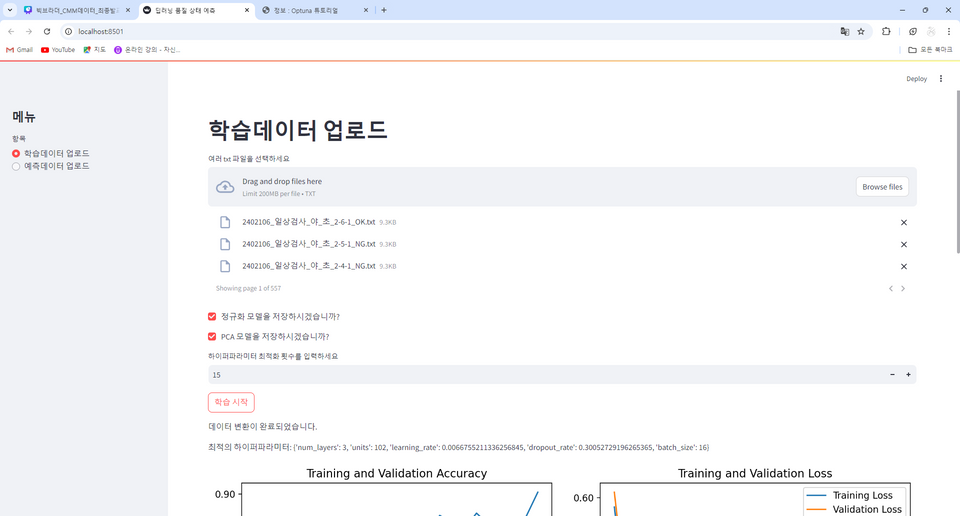 빅브라더_CMM데이터_최종발
딥러닝 품질 상태 예측
정보 : Optuna 튜토리얼
localhost:8501
Gmail
YouTube
지도
온라인 강의 - 자신...
모든 북마크
Deploy
메뉴
항목
학습데이터 업로드
예측데이터 업로드
학습데이터 업로드
여러 txt 파일을 선택하세요
Drag and drop files here
Limit 200MB per file • TXT
Browse files
2402106_일상검사_야_초_2-6-1_OK.txt 9.3KB
2402106_일상검사_야_초_2-5-1_NG.txt 9.3KB
2402106_일상검사_야_초_2-4-1_NG.txt 9.3KB
Showing page 1 of 557
정규화 모델을 저장하시겠습니까?
PCA 모델을 저장하시겠습니까?
하이퍼파라미터 최적화 횟수를 입력하세요
15
학습 시작
데이터 변환이 완료되었습니다.
최적의 하이퍼파라미터: {'num_layers': 3, 'units': 102, 'learning_rate': 0.0066755211336256845, 'dropout_rate': 0.30052729196265365, 'batch_size': 16}
Training and Validation Accuracy
0.90
Training and Validation Loss
0.60
Training Loss
Validation Loss